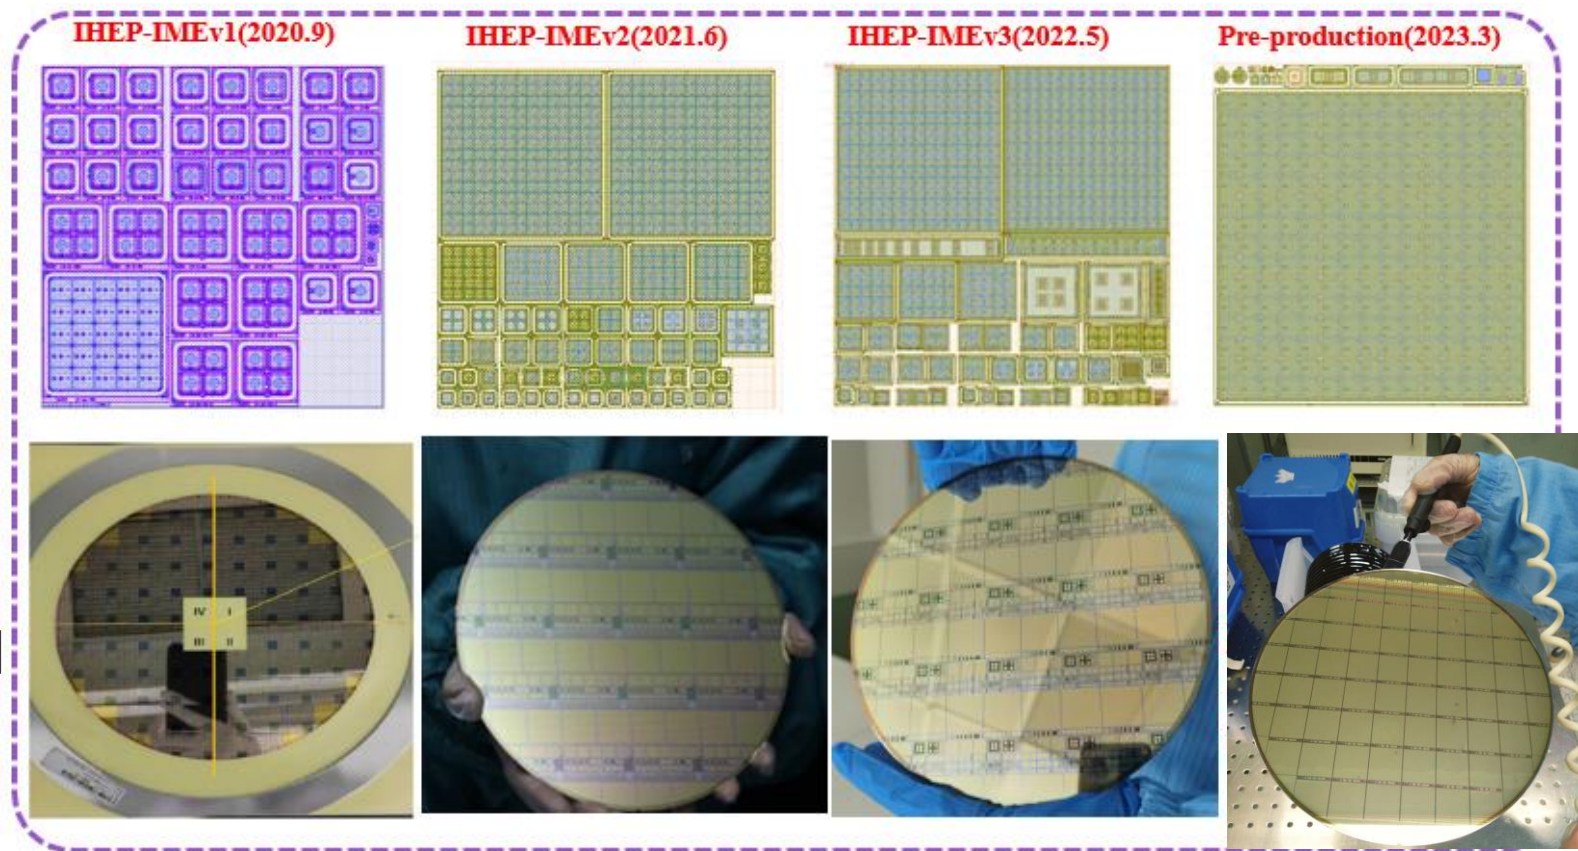 IHEP-IMEv1(2020.9)
IHEP-IMEv2(2021.6)
IHEP-IMEv3(2022.5)
Pre-production(2023.3)
IV I
III II